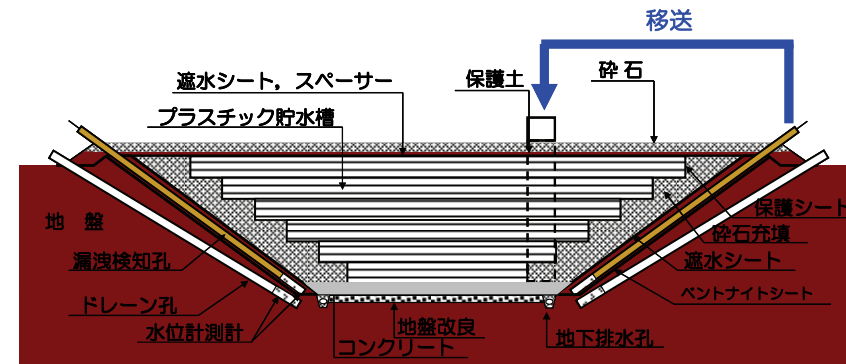 移送
遮水シート，スペーサー
保護土
砕 石
プラスチック貯水槽
地　盤
保護シート
砕石充填
漏洩検知孔
遮水シート
ベントナイトシート
ドレーン孔
水位計測計
地盤改良
コンクリート
地下排水孔